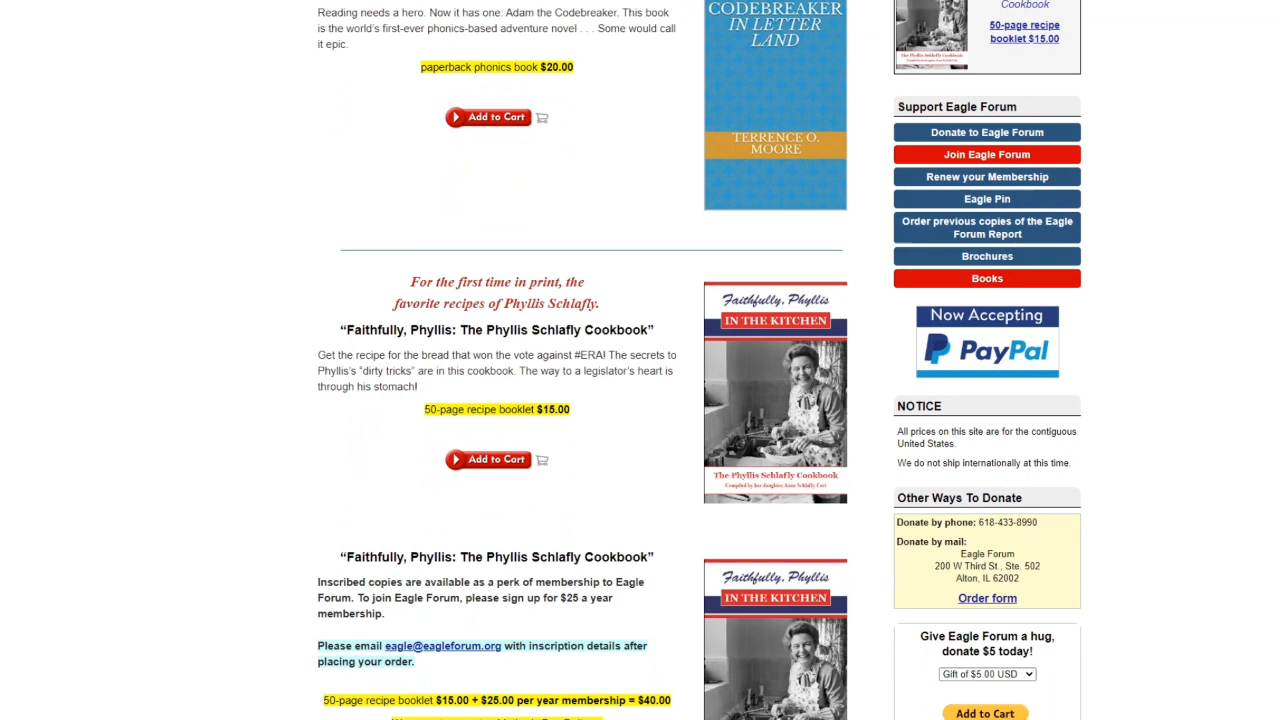 Reading needs a hero. Now it has one: Adam the Codebreaker. This book
is the world's first-ever phonics-based adventure novel . . . Some would call
it epic.
paperback phonics book $20.00
Add to Cart
CODEBREAKER
IN LETTER
LAND
TERRENCE O.
MOORE
For the first time in print, the
favorite recipes of Phyllis Schlafly.
“Faithfully, Phyllis: The Phyllis Schlafly Cookbook”
Get the recipe for the bread that won the vote against #ERA! The secrets to
Phyllis’s “dirty tricks” are in this cookbook. The way to a legislator’s heart is
through his stomach!
50-page recipe booklet $15.00
Add to Cart
Faithfully, Phyllis
IN THE KITCHEN
The Phyllis Schlafly Cookbook
Compiled by her daughter, Anne Schlafly Cori
“Faithfully, Phyllis: The Phyllis Schlafly Cookbook”
Inscribed copies are available as a perk of membership to Eagle
Forum. To join Eagle Forum, please sign up for $25 a year
membership.
Please email eagle@eagleforum.org with inscription details after
placing your order.
50-page recipe booklet $15.00 + $25.00 per year membership = $40.00
Faithfully, Phyllis
IN THE KITCHEN
Cookbook
50-page recipe
booklet $15.00
The Phyllis Schlafly Cookbook
Support Eagle Forum
Donate to Eagle Forum
Join Eagle Forum
Renew your Membership
Eagle Pin
Order previous copies of the Eagle
Forum Report
Brochures
Books
Now Accepting
PayPal
NOTICE
All prices on this site are for the contiguous
United States.
We do not ship internationally at this time.
Other Ways To Donate
Donate by phone: 618-433-8990
Donate by mail:
Eagle Forum
200 W Third St., Ste. 502
Alton, IL 62002
Order form
Give Eagle Forum a hug,
donate $5 today!
Gift of $5.00 USD
Add to Cart